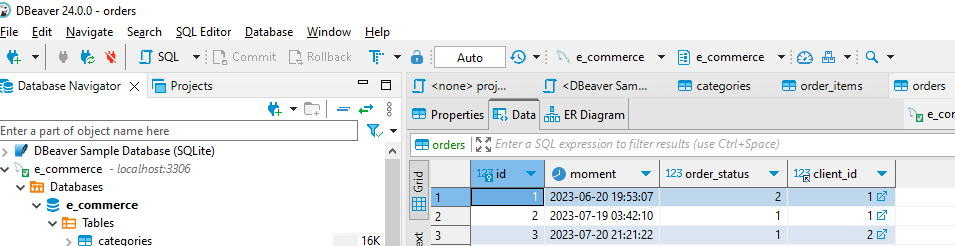 DBeaver 24.0.0 - orders
File Edit Navigate Search SQL Editor Database Window Help
SQL Commit Rollback T Auto e_commerce e_commerce
Database Navigator Projects
<none> proj... <DBeaver Sam... categories order_items orders
Properties Data ER Diagram e_con
Enter a part of object name here
orders Enter a SQL expression to filter results (use Ctrl+Space)
DBeaver Sample Database (SQLite)
e_commerce - localhost:3306
Databases
e_commerce
Tables
categories 16K
Grid
123 id moment 123 order_status 123 client_id
1 1 2023-06-20 19:53:07 2 1
2 2 2023-07-19 03:42:10 1 1
3 3 2023-07-20 21:21:22 1 2